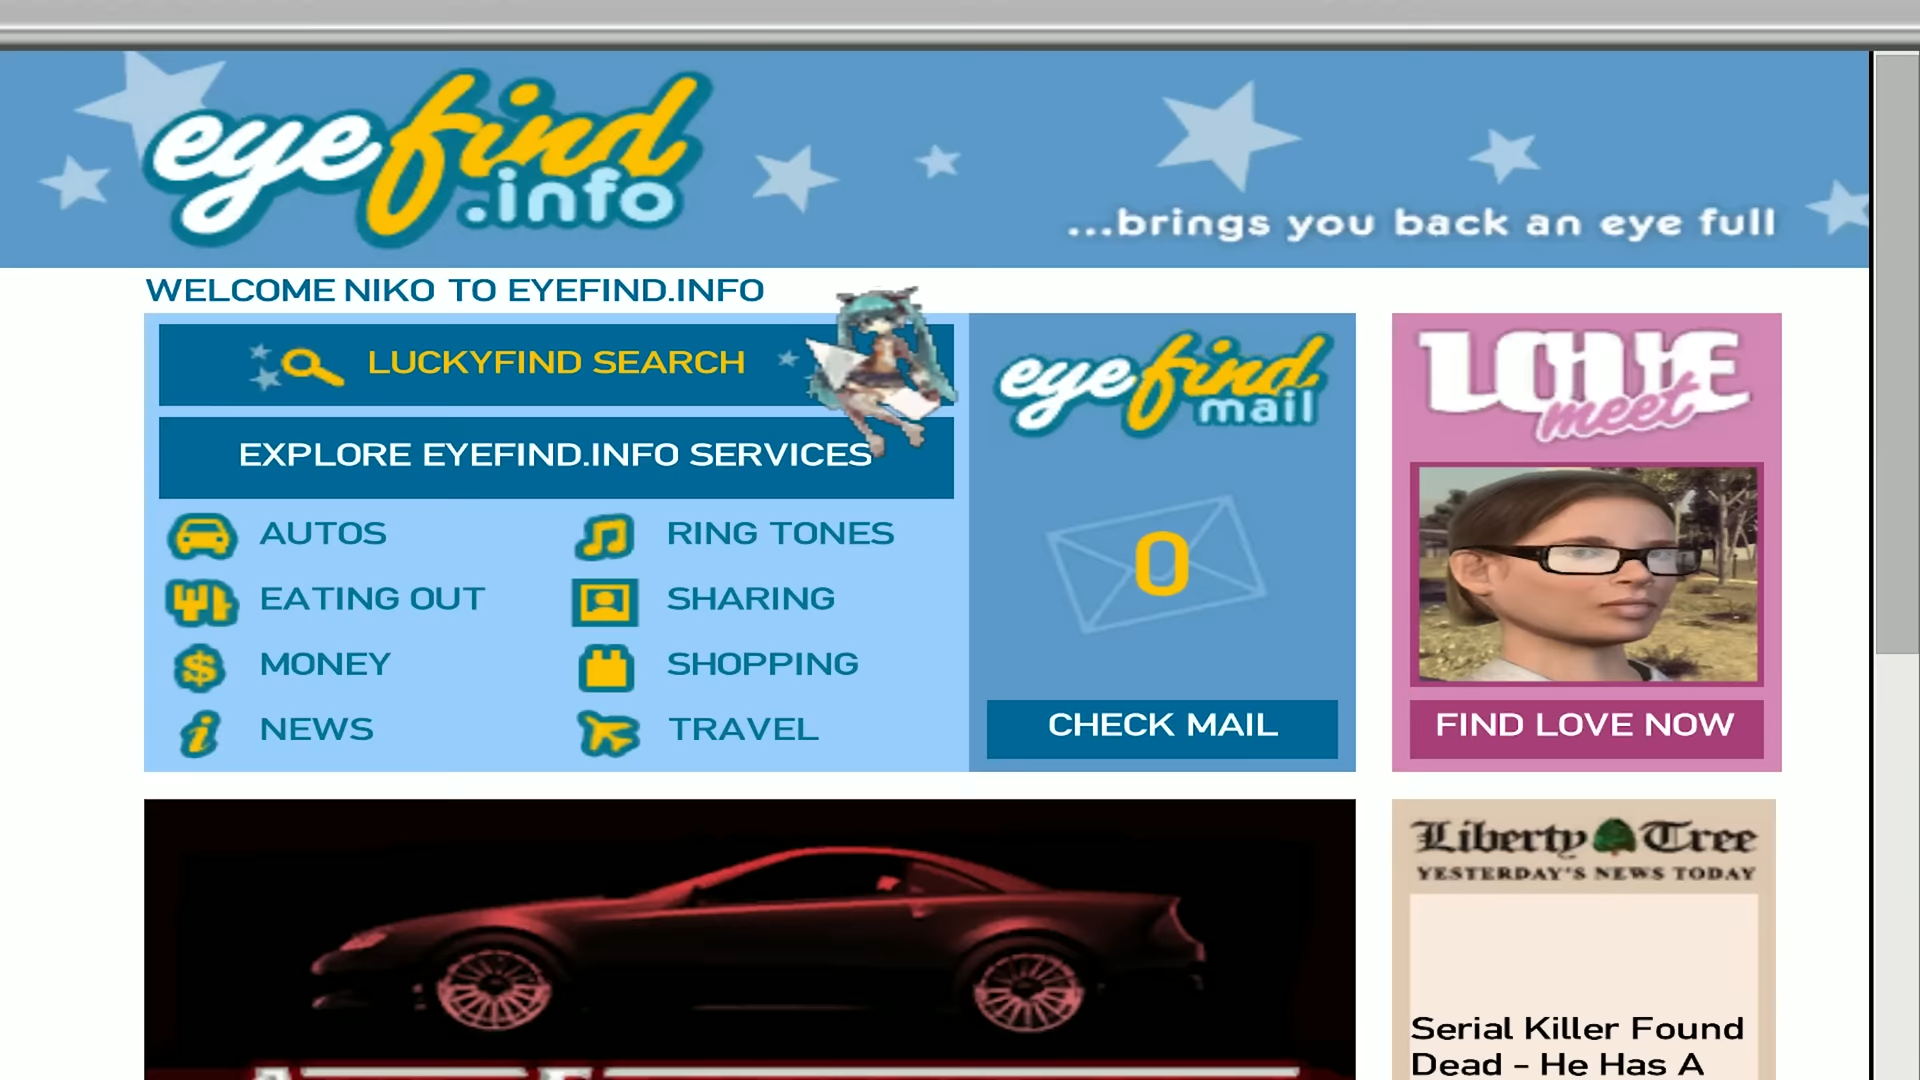 eyefind
.info
...brings you back an eye full
WELCOME NIKO TO EYEFIND.INFO
LUCKYFIND SEARCH
EXPLORE EYEFIND.INFO SERVICES
AUTOS
RING TONES
EATING OUT
SHARING
MONEY
SHOPPING
NEWS
TRAVEL
eyefind
mail
0
CHECK MAIL
LOVE
meet
FIND LOVE NOW
Liberty Tree
YESTERDAY'S NEWS TODAY
Serial Killer Found
Dead - He Has A